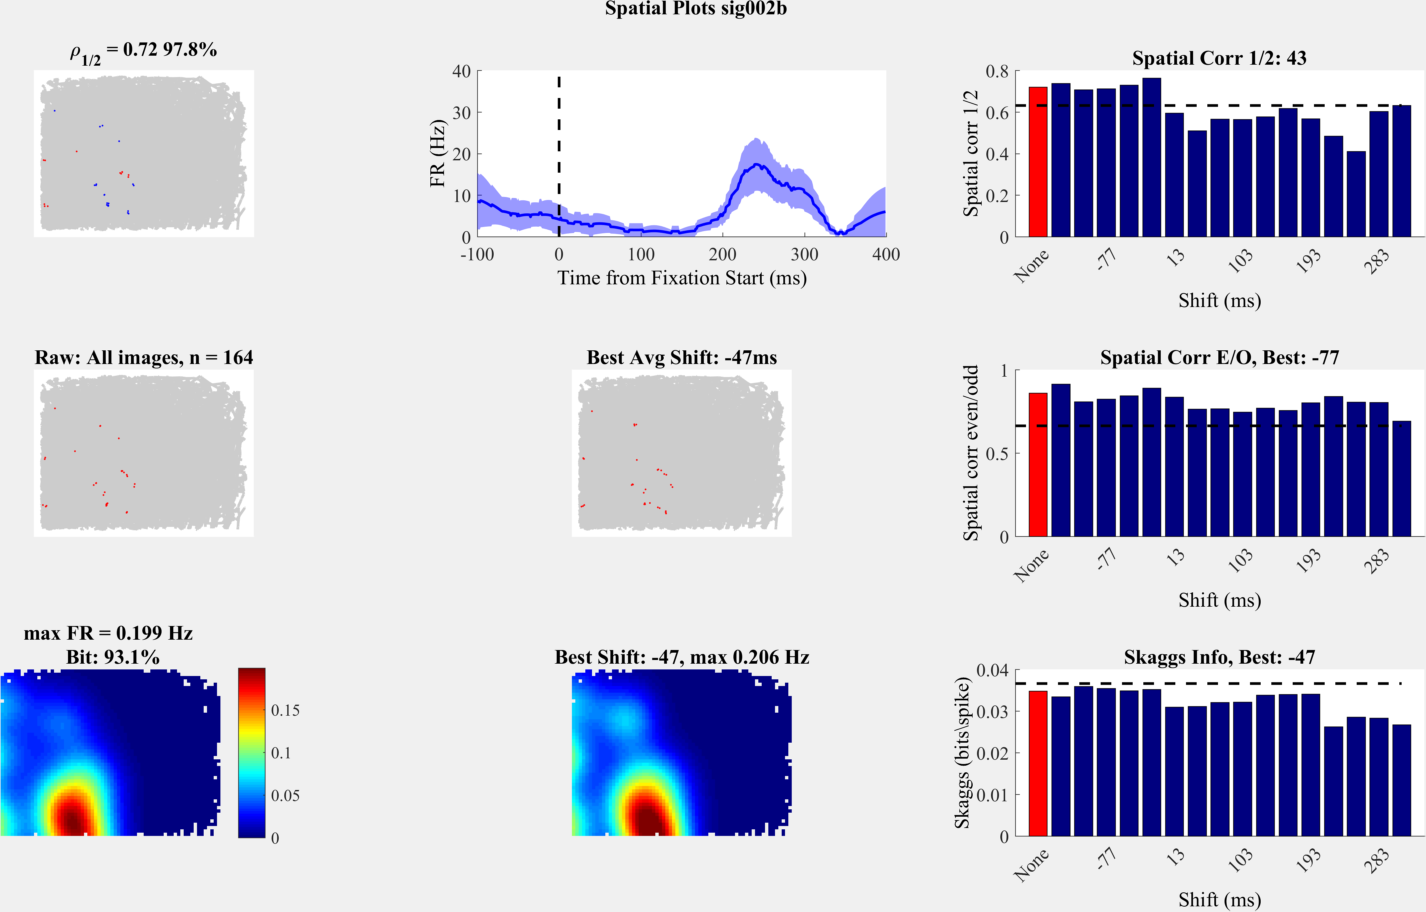 Spatial Plots sig002b
ρ1/2 = 0.72 97.8%
40
30
20
10
0
FR (Hz)
-100
0
100
200
300
400
Time from Fixation Start (ms)
Spatial Corr 1/2: 43
0.8
0.6
0.4
0.2
0
Spatial corr 1/2
None
-77
13
103
193
283
Shift (ms)
Raw: All images, n = 164
Best Avg Shift: -47ms
Spatial Corr E/O, Best: -77
1
0.5
0
Spatial corr even/odd
None
-77
13
103
193
283
Shift (ms)
max FR = 0.199 Hz
Bit: 93.1%
0.15
0.1
0.05
0
Best Shift: -47, max 0.206 Hz
Skaggs Info, Best: -47
0.04
0.03
0.02
0.01
0
Skaggs (bits\spike)
None
-77
13
103
193
283
Shift (ms)